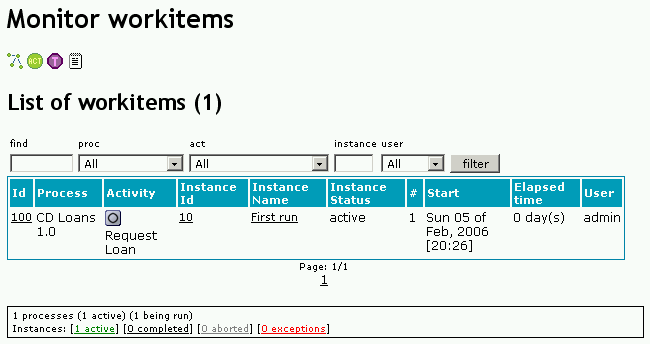 Monitor workitems
ACT T
List of workitems (1)
find proc act instance user
All All All filter
Id Process Activity Instance Id Instance Name Instance Status # Start Elapsed time User
100 CD Loans 1.0 Request Loan 10 First run active 1 Sun 05 of Feb, 2006 [20:26] 0 day(s) admin
Page: 1/1
1
1 processes (1 active) (1 being run)
Instances: [1 active] [0 completed] [0 aborted] [0 exceptions]